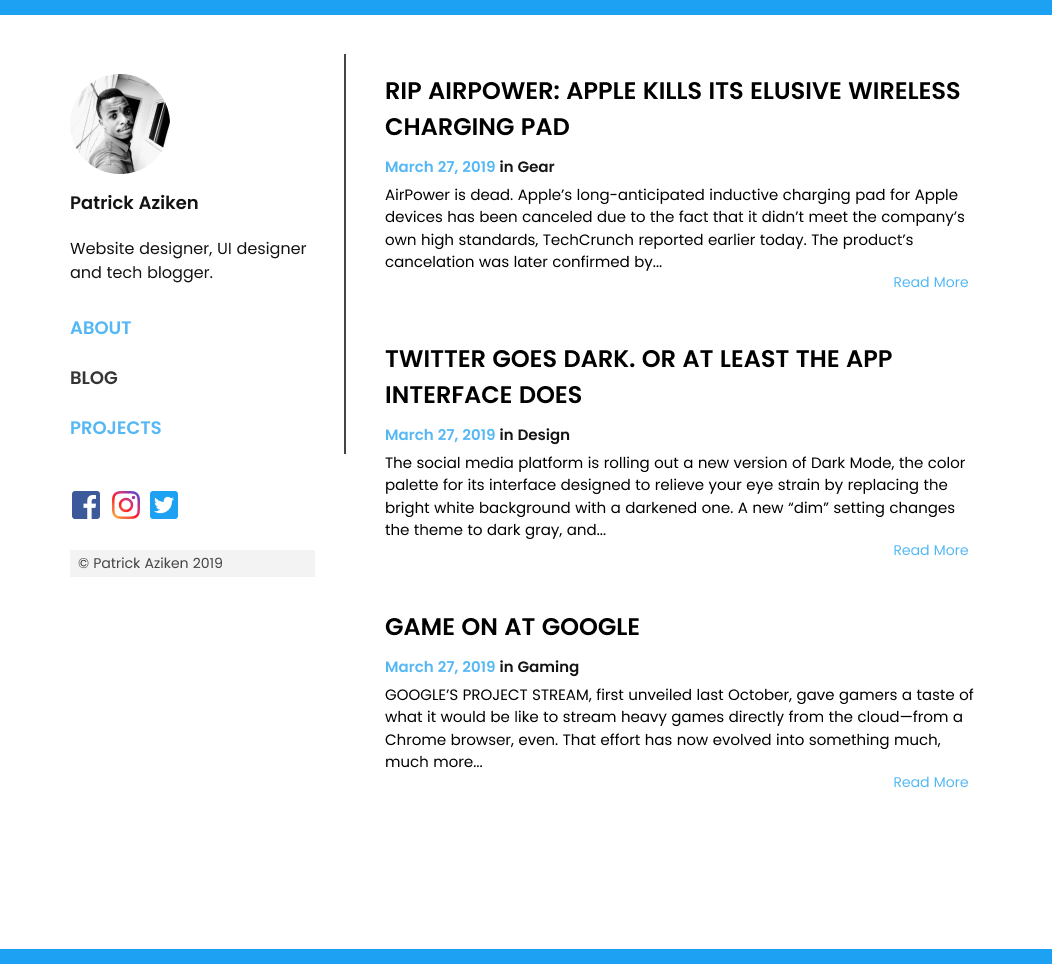 Patrick Aziken
Website designer, UI designer
and tech blogger.
ABOUT
BLOG
PROJECTS
© Patrick Aziken 2019
RIP AIRPOWER: APPLE KILLS ITS ELUSIVE WIRELESS
CHARGING PAD
March 27, 2019 in Gear
AirPower is dead. Apple’s long-anticipated inductive charging pad for Apple
devices has been canceled due to the fact that it didn’t meet the company’s
own high standards, TechCrunch reported earlier today. The product’s
cancelation was later confirmed by...
Read More
TWITTER GOES DARK. OR AT LEAST THE APP
INTERFACE DOES
March 27, 2019 in Design
The social media platform is rolling out a new version of Dark Mode, the color
palette for its interface designed to relieve your eye strain by replacing the
bright white background with a darkened one. A new “dim” setting changes
the theme to dark gray, and...
Read More
GAME ON AT GOOGLE
March 27, 2019 in Gaming
GOOGLE’S PROJECT STREAM, first unveiled last October, gave gamers a taste of
what it would be like to stream heavy games directly from the cloud—from a
Chrome browser, even. That effort has now evolved into something much,
much more...
Read More